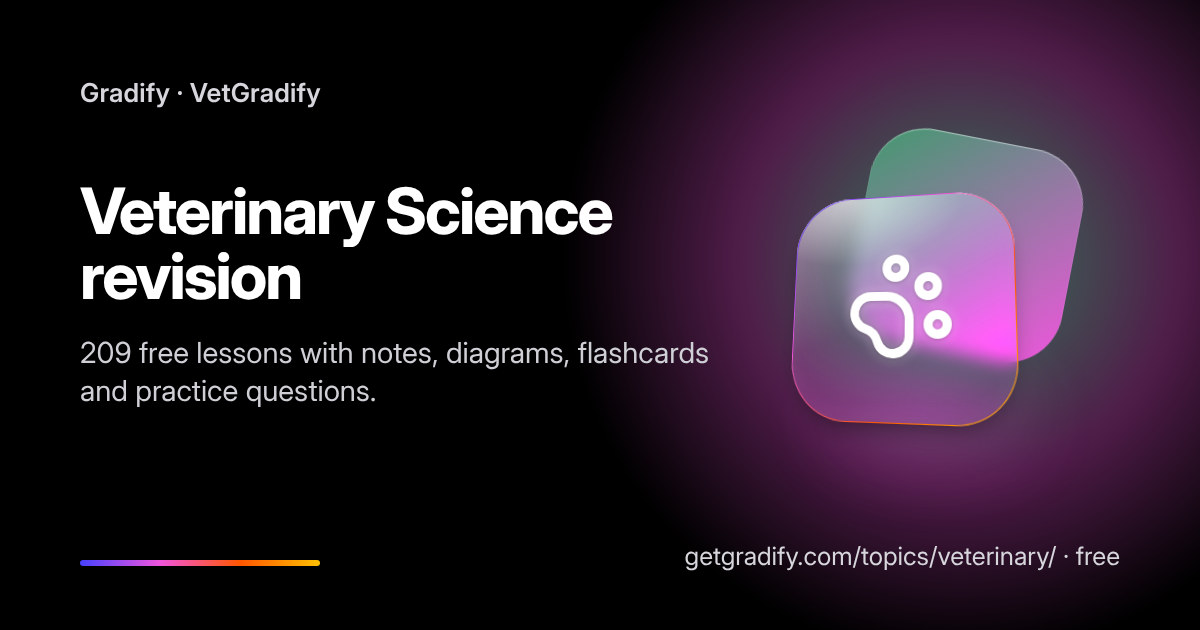 Gradify · VetGradify
Veterinary Science
revision
209 free lessons with notes, diagrams, flashcards
and practice questions.
getgradify.com/topics/veterinary/ · free